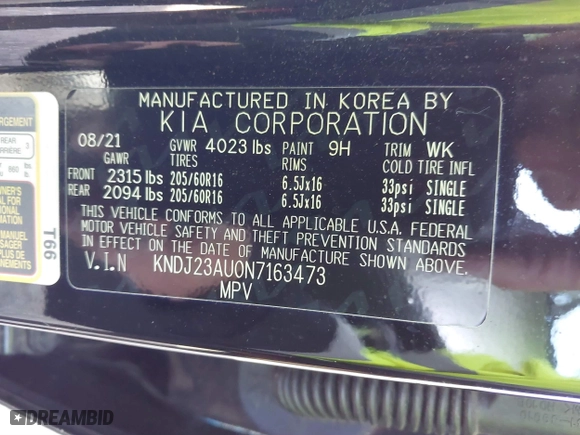 MANUFACTURED IN KOREA BY
KIA CORPORATION
08/21 GVWR 4023 lbs PAINT 9H TRIM WK
GAWR TIRES RIMS COLD TIRE INFL
FRONT 2315 lbs 205/60R16 6.5Jx16 33psi SINGLE
REAR 2094 lbs 205/60R16 6.5Jx16 33psi SINGLE
THIS VEHICLE CONFORMS TO ALL APPLICABLE U.S.A. FEDERAL
MOTOR VEHICLE SAFETY AND THEFT PREVENTION STANDARDS
IN EFFECT ON THE DATE OF MANUFACTURE SHOWN ABOVE.
V.I.N KNDJ23AU0N7163473
MPV
T66
REAR
DREAMBID